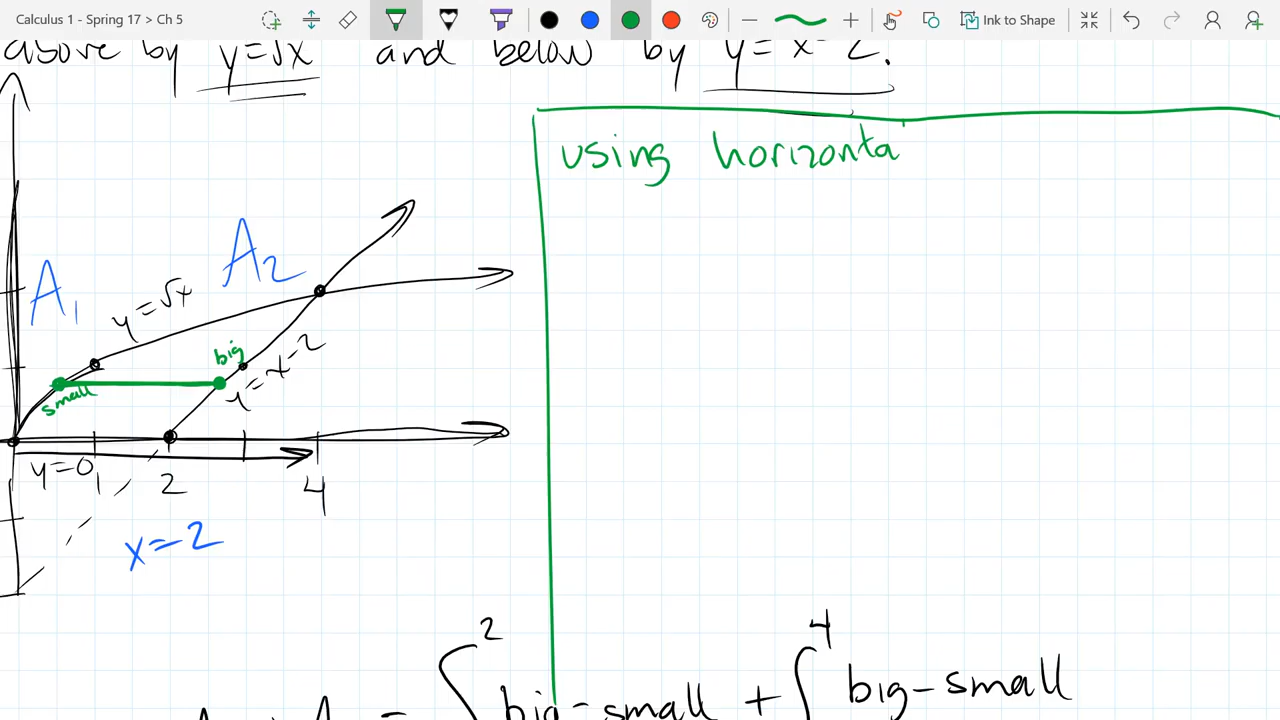 Calculus 1 - Spring 17 > Ch 5
Ink to Shape
above by y=√x and below by y= x-2.
using horizonta
A₁
A₂
y=√x
big
small
y=x-2
y=0
1
2
4
x=2
2
4
= ∫ big-small + ∫ big-small